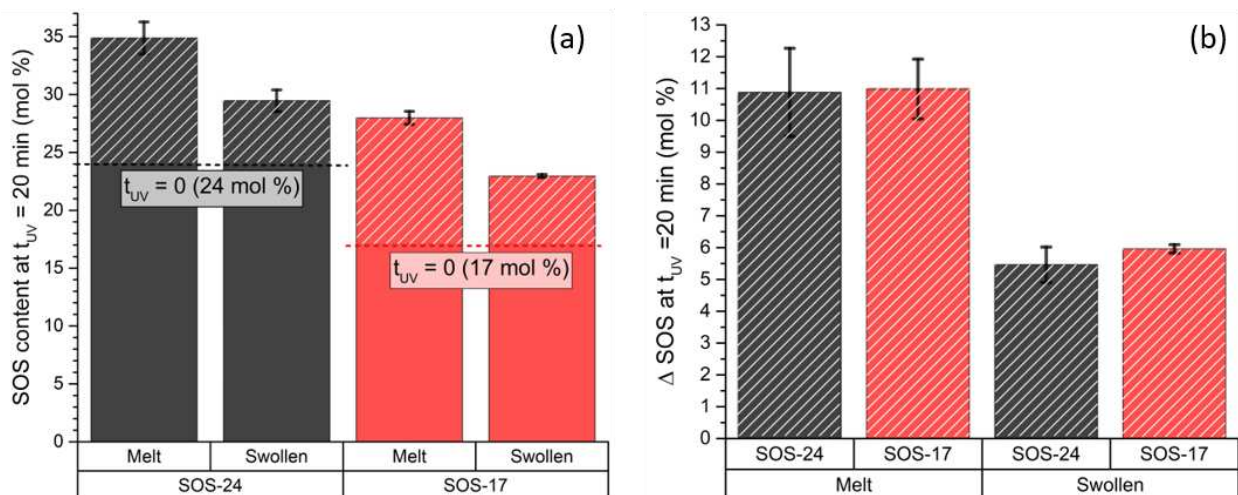 (a)
SOS content at t_UV = 20 min (mol %)
35
30
25
20
15
10
5
0
t_UV = 0 (24 mol %)
t_UV = 0 (17 mol %)
Melt Swollen Melt Swollen
SOS-24 SOS-17
(b)
Δ SOS at t_UV =20 min (mol %)
13
12
11
10
9
8
7
6
5
4
3
2
1
0
SOS-24 SOS-17 SOS-24 SOS-17
Melt Swollen